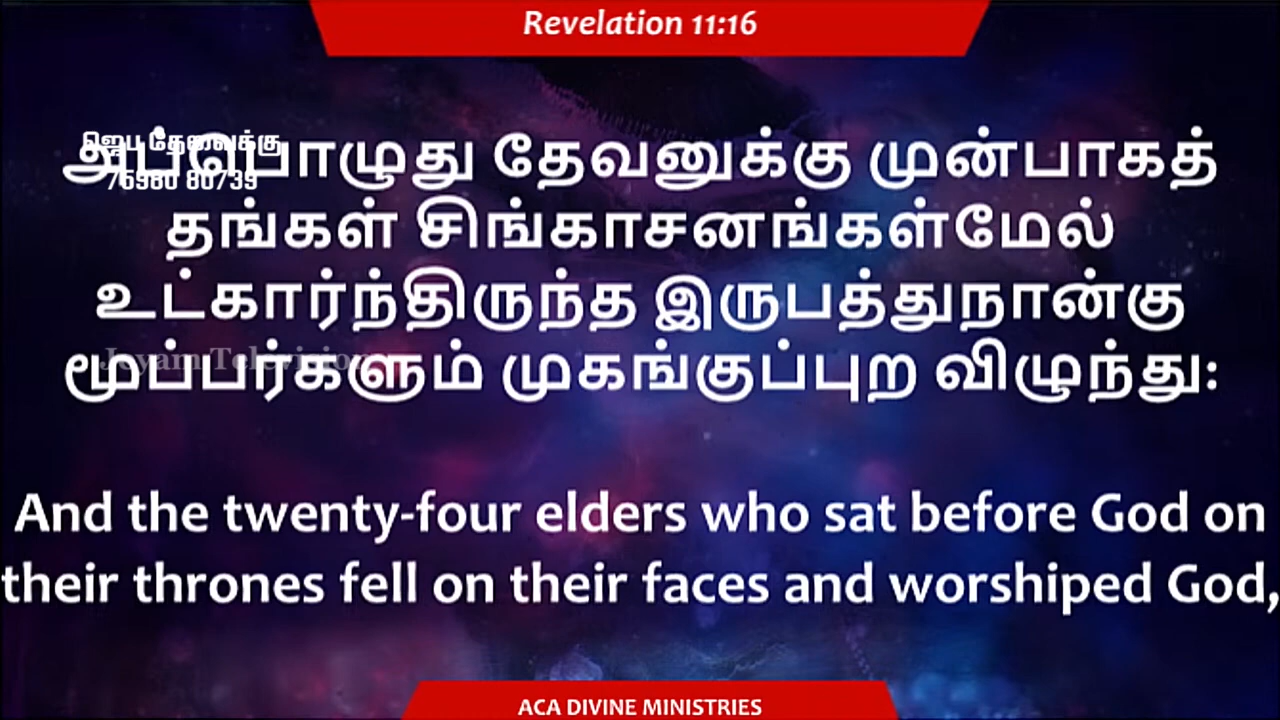 Revelation 11:16
ஜெப தேவைக்கு
75980 80739
அப்பொழுது தேவனுக்கு முன்பாகத்
தங்கள் சிங்காசனங்கள்மேல்
உட்கார்ந்திருந்த இருபத்துநான்கு
Jeyam Television
மூப்பர்களும் முகங்குப்புற விழுந்து:
And the twenty-four elders who sat before God on
their thrones fell on their faces and worshiped God,
ACA DIVINE MINISTRIES